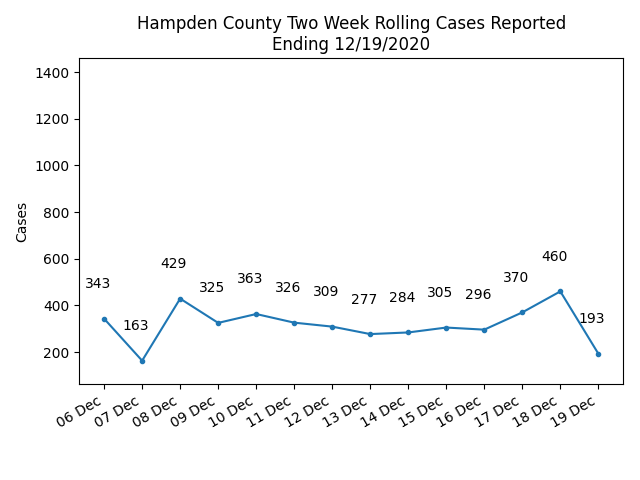 Hampden County Two Week Rolling Cases Reported
Ending 12/19/2020
1400
1200
1000
800
600
400
200
Cases
343
163
429
325
363
326
309
277
284
305
296
370
460
193
06 Dec
07 Dec
08 Dec
09 Dec
10 Dec
11 Dec
12 Dec
13 Dec
14 Dec
15 Dec
16 Dec
17 Dec
18 Dec
19 Dec